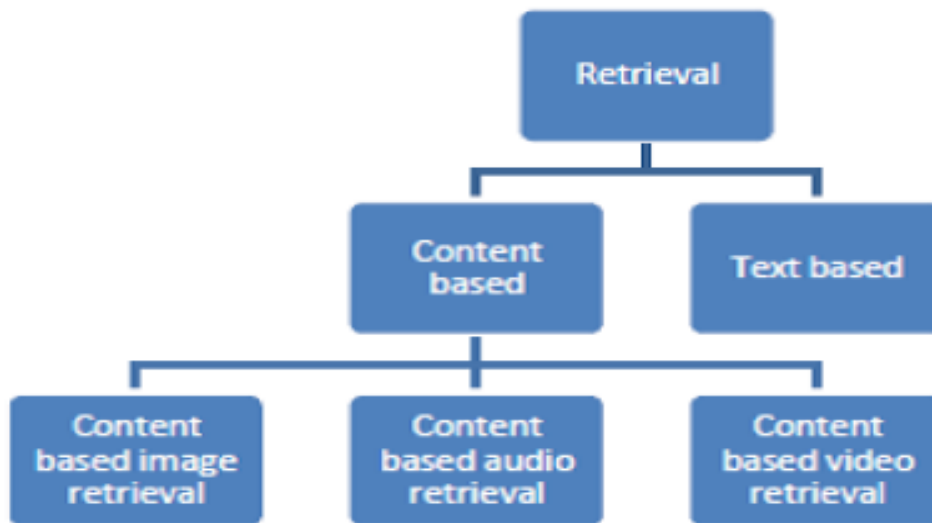 Retrieval
Content
based
Text based
Content
based image
retrieval
Content
based audio
retrieval
Content
based video
retrieval